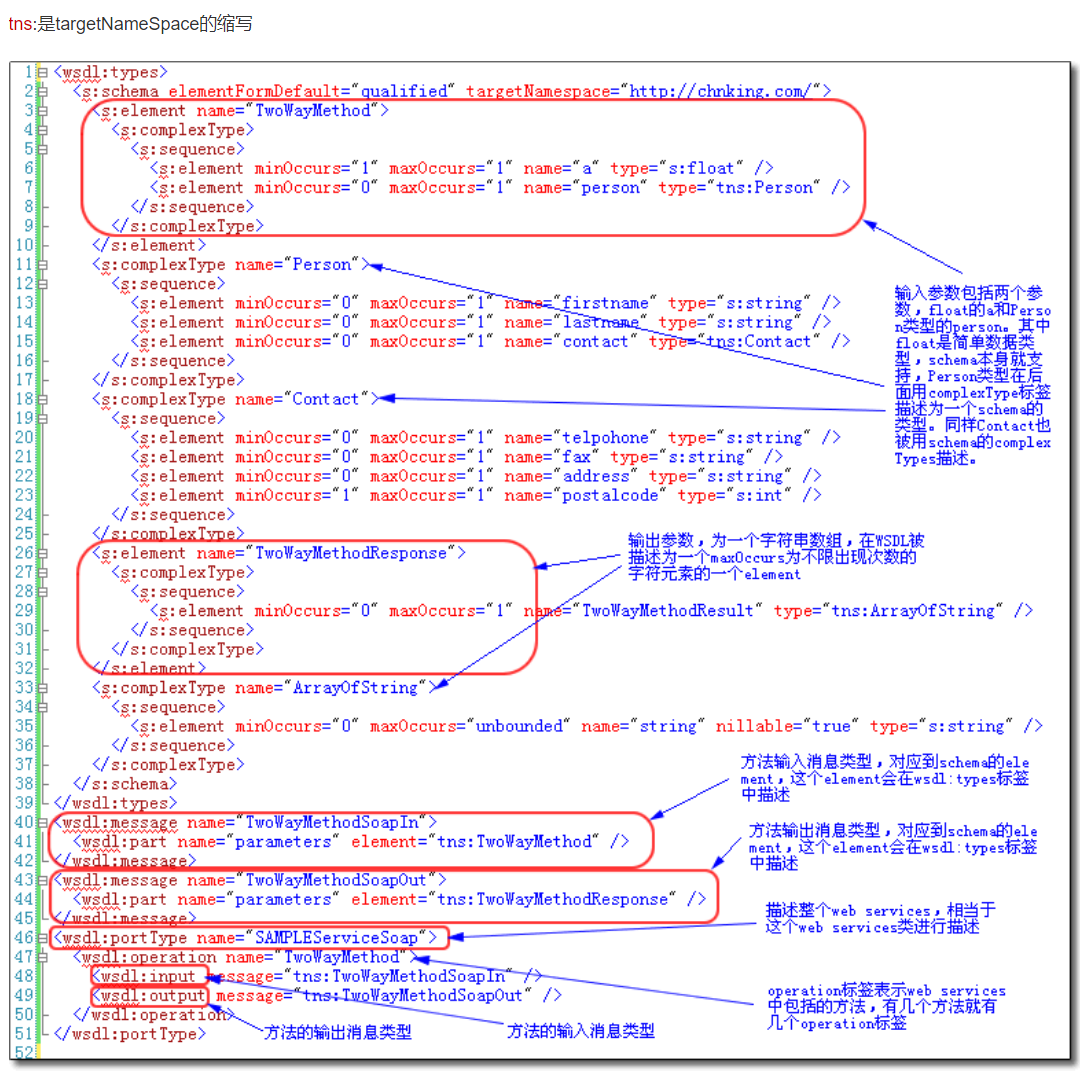 tns:是targetNameSpace的缩写
1 <wsdl:types>
2 <s:schema elementFormDefault="qualified" targetNamespace="http://chnking.com/">
3 <s:element name="TwoWayMethod">
4 <s:complexType>
5 <s:sequence>
6 <s:element minOccurs="1" maxOccurs="1" name="a" type="s:float" />
7 <s:element minOccurs="0" maxOccurs="1" name="person" type="tns:Person" />
8 </s:sequence>
9 </s:complexType>
10 </s:element>
11 <s:complexType name="Person">
12 <s:sequence>
13 <s:element minOccurs="0" maxOccurs="1" name="firstname" type="s:string" />
14 <s:element minOccurs="0" maxOccurs="1" name="lastname" type="s:string" />
15 <s:element minOccurs="0" maxOccurs="1" name="contact" type="tns:Contact" />
16 </s:sequence>
17 </s:complexType>
18 <s:complexType name="Contact">
19 <s:sequence>
20 <s:element minOccurs="0" maxOccurs="1" name="telpohone" type="s:string" />
21 <s:element minOccurs="0" maxOccurs="1" name="fax" type="s:string" />
22 <s:element minOccurs="0" maxOccurs="1" name="address" type="s:string" />
23 <s:element minOccurs="1" maxOccurs="1" name="postalcode" type="s:int" />
24 </s:sequence>
25 </s:complexType>
26 <s:element name="TwoWayMethodResponse">
27 <s:complexType>
28 <s:sequence>
29 <s:element minOccurs="0" maxOccurs="1" name="TwoWayMethodResult" type="tns:ArrayOfString" />
30 </s:sequence>
31 </s:complexType>
32 </s:element>
33 <s:complexType name="ArrayOfString">
34 <s:sequence>
35 <s:element minOccurs="0" maxOccurs="unbounded" name="string" nillable="true" type="s:string" />
36 </s:sequence>
37 </s:complexType>
38 </s:schema>
39 </wsdl:types>
40 <wsdl:message name="TwoWayMethodSoapIn">
41 <wsdl:part name="parameters" element="tns:TwoWayMethod" />
42 </wsdl:message>
43 <wsdl:message name="TwoWayMethodSoapOut">
44 <wsdl:part name="parameters" element="tns:TwoWayMethodResponse" />
45 </wsdl:message>
46 <wsdl:portType name="SAMPLEServiceSoap">
47 <wsdl:operation name="TwoWayMethod">
48 <wsdl:input message="tns:TwoWayMethodSoapIn" />
49 <wsdl:output message="tns:TwoWayMethodSoapOut" />
50 </wsdl:operation>
51 </wsdl:portType>
52
输入参数包括两个参
数，float的a和Perso
n类型的person。其中
float是简单数据类
型，schema本身就支
持，Person类型在后
面用complexType标签
描述为一个schema的
类型。同样Contact也
被用schema的complex
Types描述。
输出参数，为一个字符串数组，在WSDL被
描述为一个maxOccurs为不限出现次数的
字符元素的一个element
方法输入消息类型，对应到schema的ele
ment，这个element会在wsdl:types标签
中描述
方法输出消息类型，对应到schema的ele
ment，这个element会在wsdl:types标签
中描述
描述整个web services，相当于
这个web services类进行描述
operation标签表示web services
中包括的方法，有几个方法就有
几个operation标签
方法的输出消息类型
方法的输入消息类型